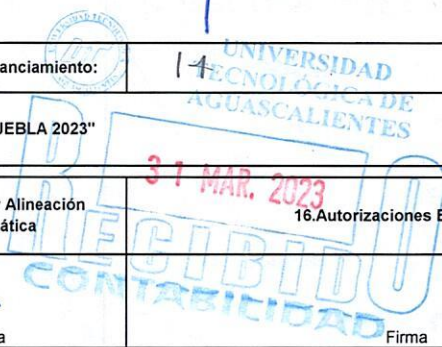 anciamiento: 14
UNIVERSIDAD
TECNOLÓGICA DE
AGUASCALIENTES
UEBLA 2023"
31 MAR. 2023
Alineación
ática
16.Autorizaciones E
RECIBIDO
CONTABILIDAD
a
Firma